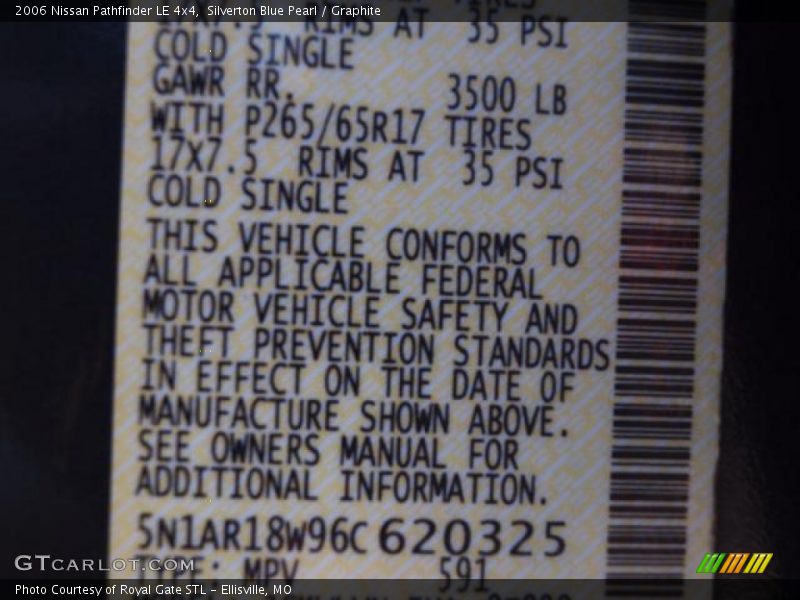 2006 Nissan Pathfinder LE 4x4, Silverton Blue Pearl / Graphite
RIMS AT 35 PSI
COLD SINGLE
GAWR RR. 3500 LB
WITH P265/65R17 TIRES
17X7.5 RIMS AT 35 PSI
COLD SINGLE
THIS VEHICLE CONFORMS TO
ALL APPLICABLE FEDERAL
MOTOR VEHICLE SAFETY AND
THEFT PREVENTION STANDARDS
IN EFFECT ON THE DATE OF
MANUFACTURE SHOWN ABOVE.
SEE OWNERS MANUAL FOR
ADDITIONAL INFORMATION.
5N1AR18W96C620325
TYPE: MPV 591
GTCARLOT.COM
Photo Courtesy of Royal Gate STL - Ellisville, MO